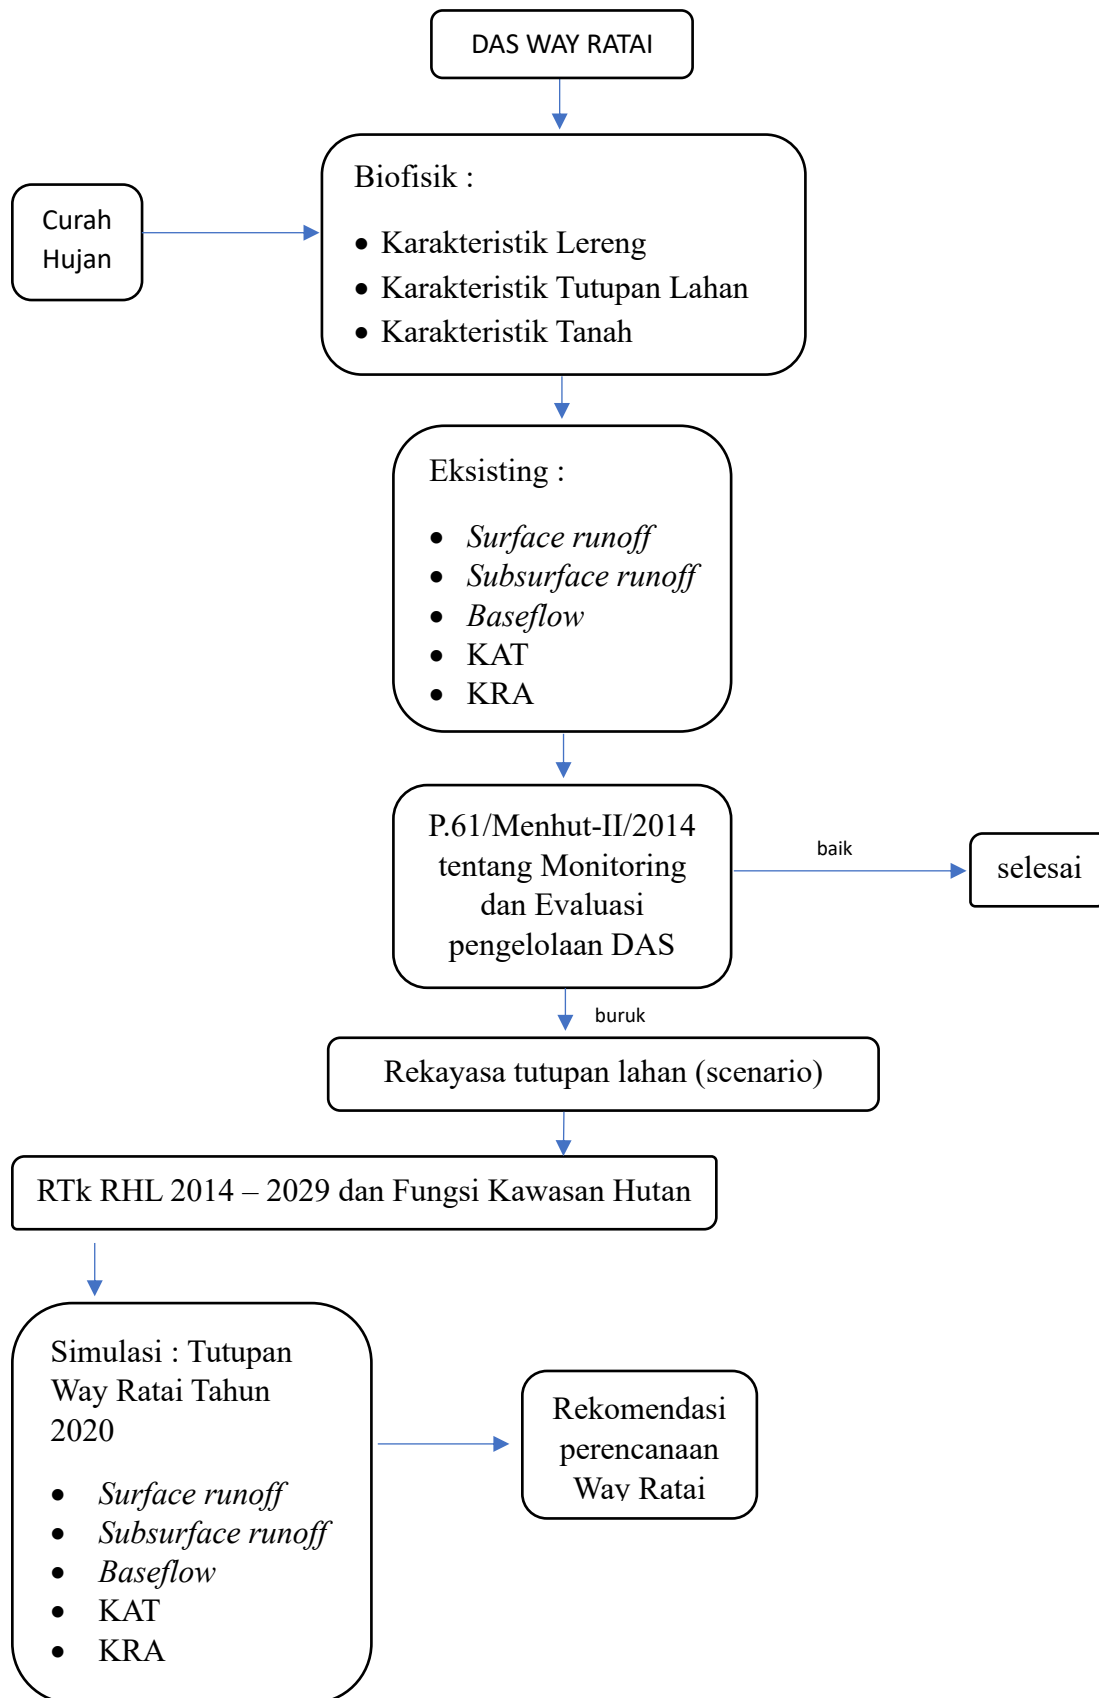 DAS WAY RATAI
Curah
Hujan
Biofisik :
• Karakteristik Lereng
• Karakteristik Tutupan Lahan
• Karakteristik Tanah
Eksisting :
• Surface runoff
• Subsurface runoff
• Baseflow
• KAT
• KRA
P.61/Menhut-II/2014
tentang Monitoring
dan Evaluasi
pengelolaan DAS
baik
selesai
buruk
Rekayasa tutupan lahan (scenario)
RTk RHL 2014 – 2029 dan Fungsi Kawasan Hutan
Simulasi : Tutupan
Way Ratai Tahun
2020
• Surface runoff
• Subsurface runoff
• Baseflow
• KAT
• KRA
Rekomendasi
perencanaan
Way Ratai